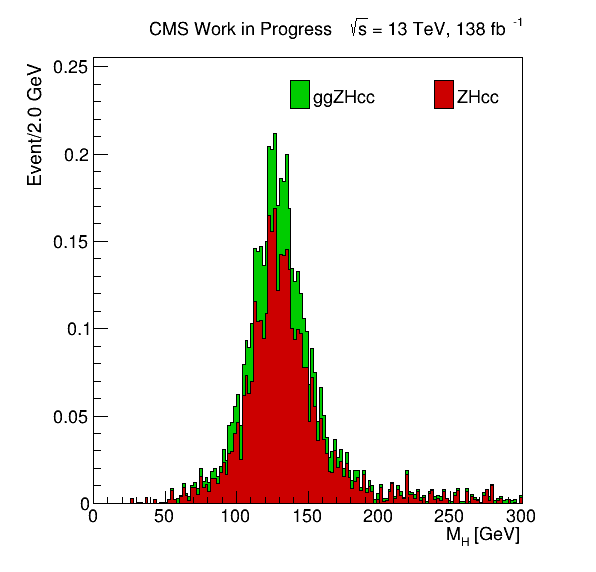 CMS Work in Progress √s = 13 TeV, 138 fb -1
Event/2.0 GeV
ggZHcc ZHcc
0.25
0.2
0.15
0.1
0.05
0
0 50 100 150 200 250 300
M_H [GeV]